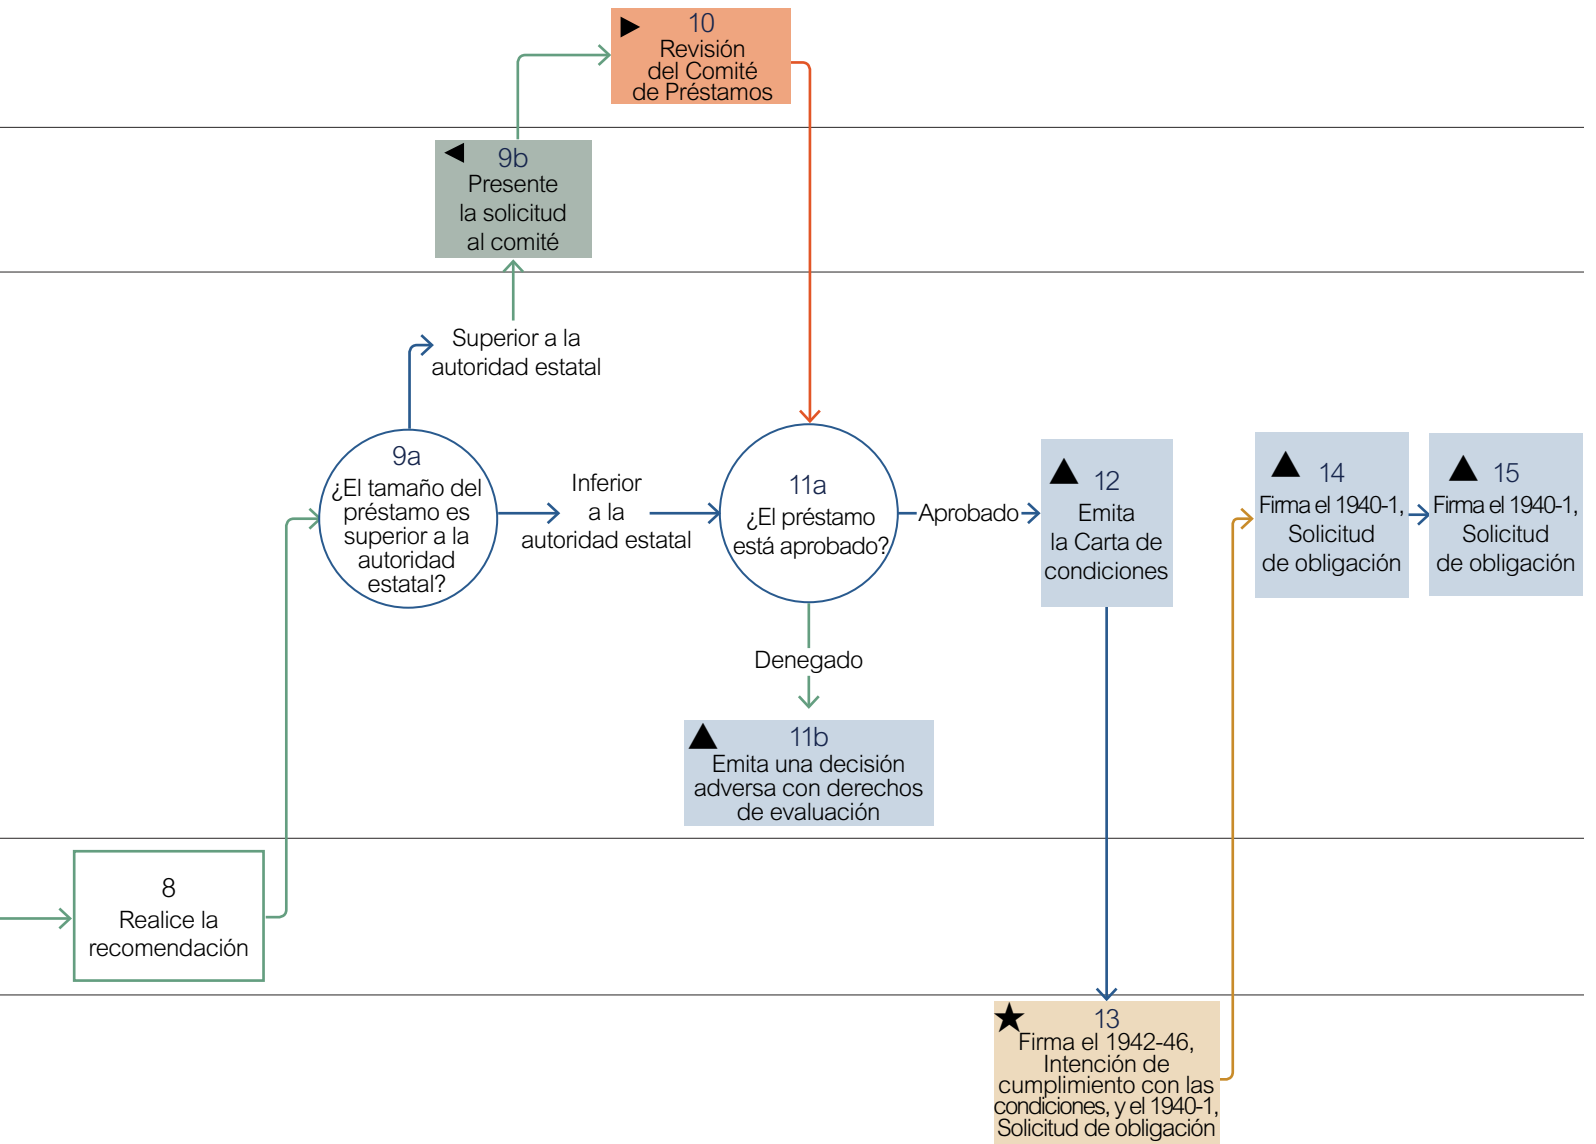 10
Revisión
del Comité
de Préstamos
9b
Presente
la solicitud
al comité
Superior a la
autoridad estatal
9a
¿El tamaño del
préstamo es
superior a la
autoridad
estatal?
Inferior
a la
autoridad estatal
11a
¿El préstamo
está aprobado?
Aprobado
12
Emita
la Carta de
condiciones
14
Firma el 1940-1,
Solicitud
de obligación
15
Firma el 1940-1,
Solicitud
de obligación
Denegado
11b
Emita una decisión
adversa con derechos
de evaluación
8
Realice la
recomendación
13
Firma el 1942-46,
Intención de
cumplimiento con las
condiciones, y el 1940-1,
Solicitud de obligación